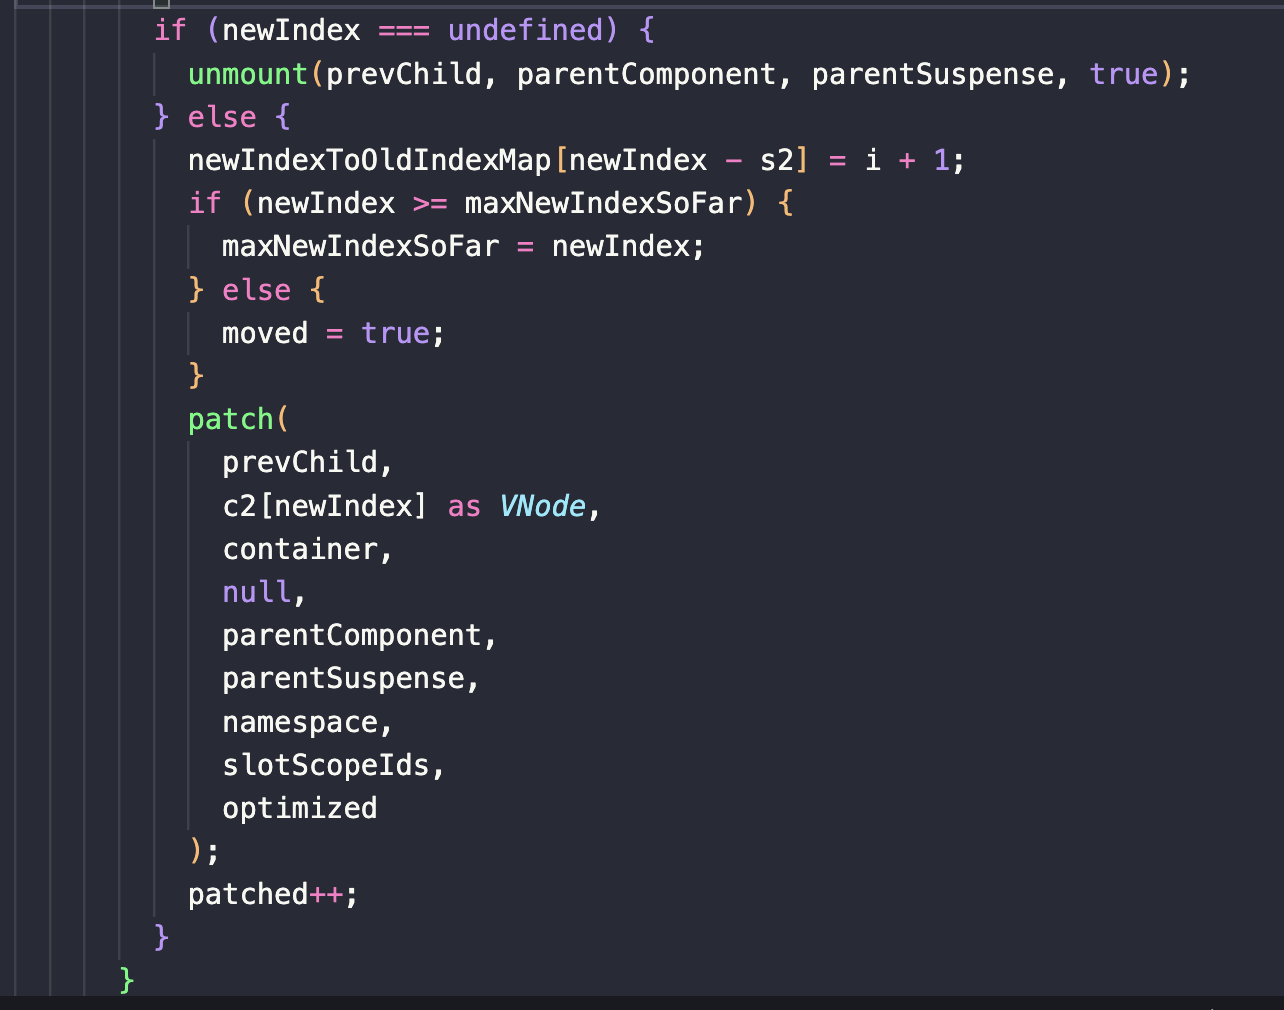 if (newIndex === undefined) {
unmount(prevChild, parentComponent, parentSuspense, true);
} else {
newIndexToOldIndexMap[newIndex - s2] = i + 1;
if (newIndex >= maxNewIndexSoFar) {
maxNewIndexSoFar = newIndex;
} else {
moved = true;
}
patch(
prevChild,
c2[newIndex] as VNode,
container,
null,
parentComponent,
parentSuspense,
namespace,
slotScopeIds,
optimized
);
patched++;
}
}